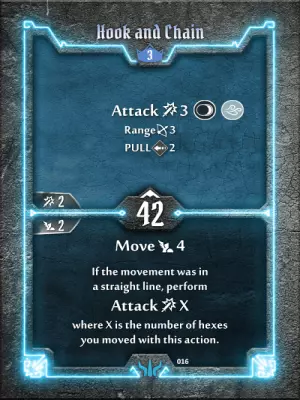 Hook and Chain
3
Attack 3
Range 3
PULL 2
2
2
42
Move 4
If the movement was in
a straight line, perform
Attack X
where X is the number of hexes
you moved with this action.
016